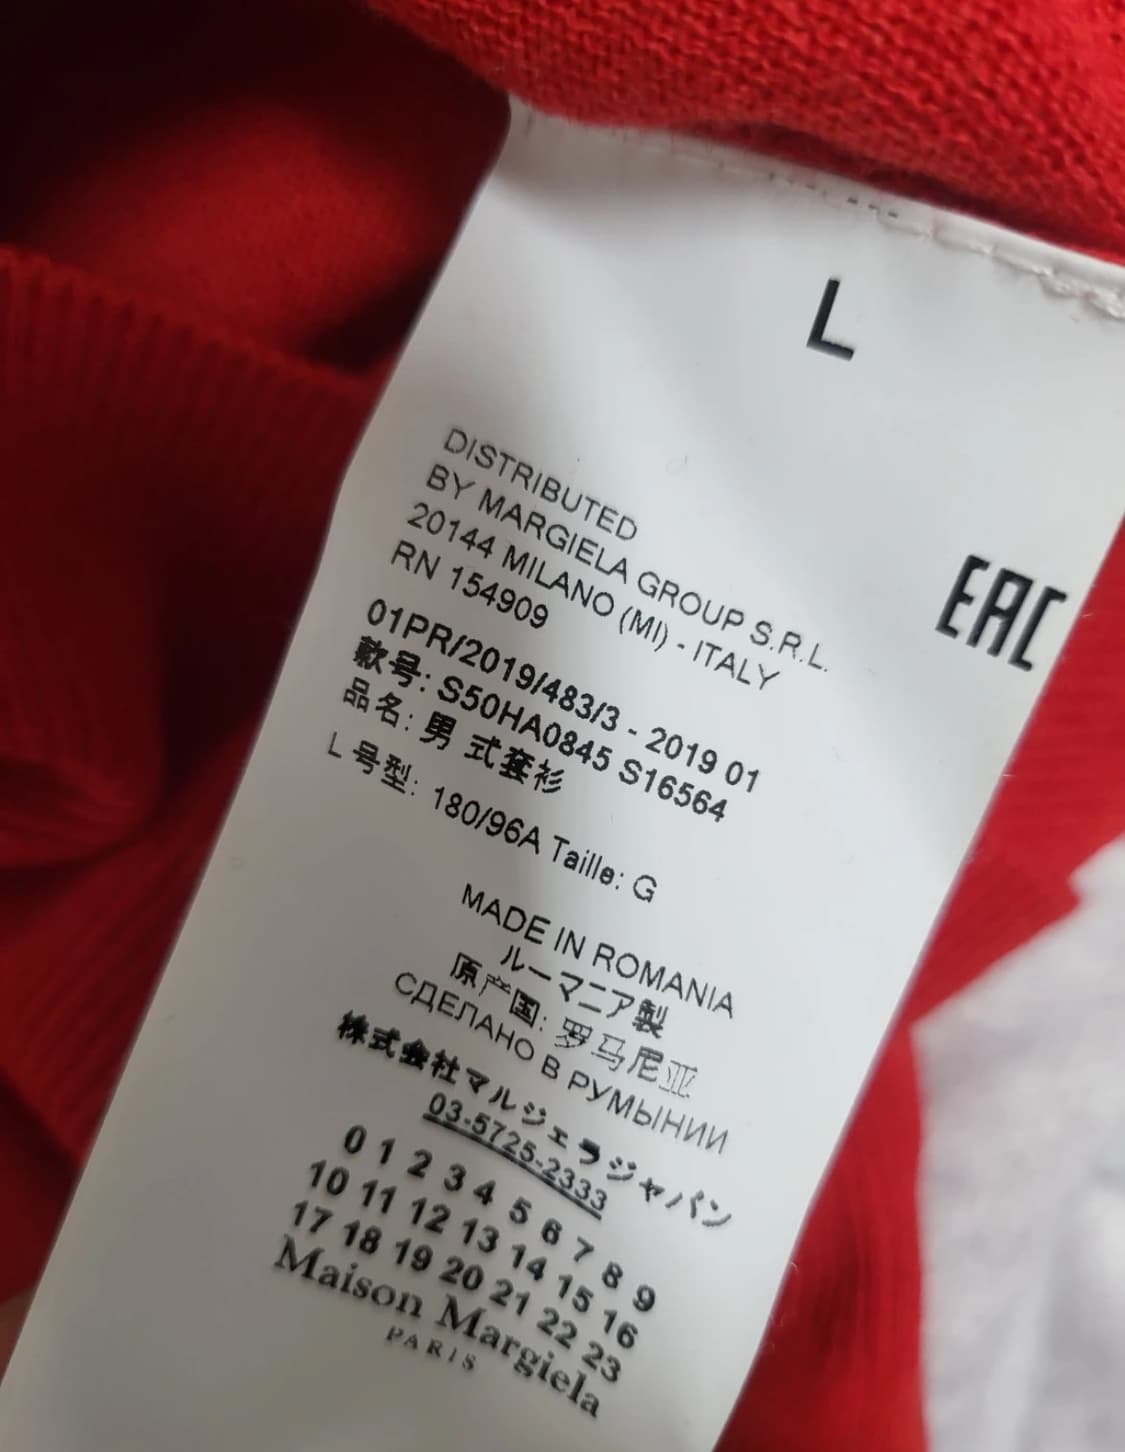 L
EAC
DISTRIBUTED
BY MARGIELA GROUP S.R.L.
20144 MILANO (MI) - ITALY
RN 154909
01PR/2019/483/3 - 2019 01
款号: S50HA0845 S16564
品名: 男 式套衫
L 号型: 180/96A Taille: G
MADE IN ROMANIA
ルーマニア製
原产国: 罗马尼亚
СДЕЛАНО В РУМЫНИИ
株式会社マルジェラジャパン
03-5725-2333
0 1 2 3 4 5 6 7 8 9
10 11 12 13 14 15 16
17 18 19 20 21 22 23
Maison Margiela
PARIS